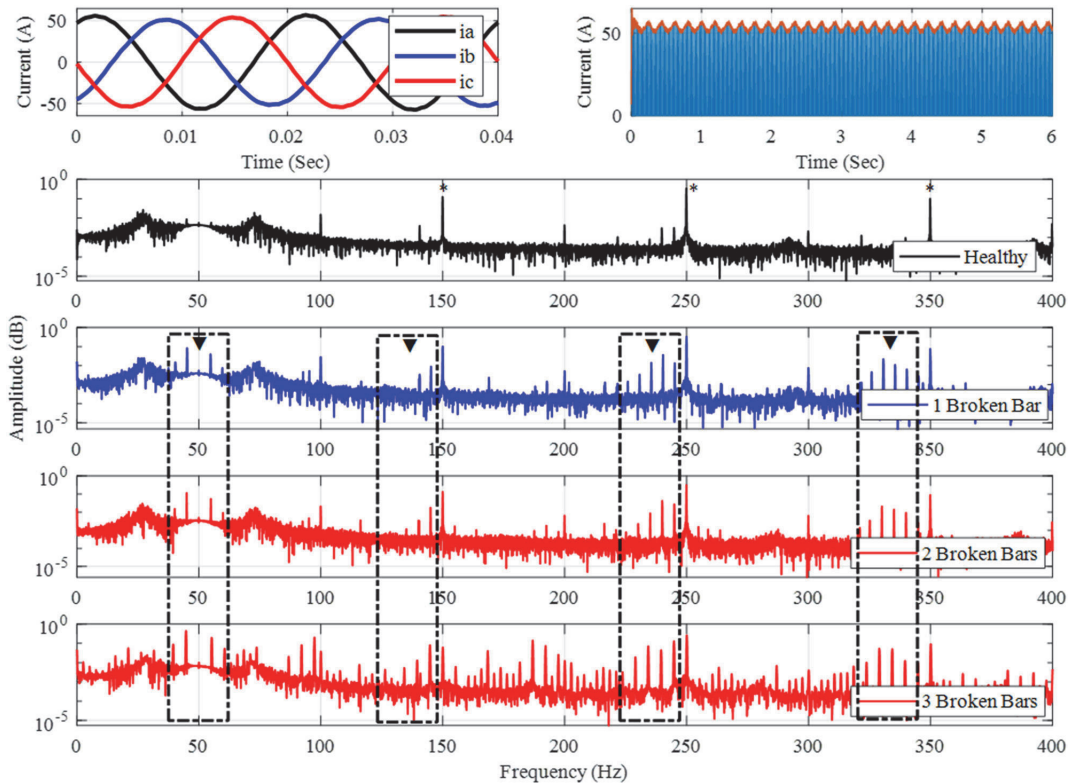 Current (A)
50
0
-50
ia
ib
ic
0 0.01 0.02 0.03 0.04
Time (Sec)
Current (A)
50
0
0 1 2 3 4 5 6
Time (Sec)
Amplitude (dB)
10^0
10^-5
* * *
Healthy
0 50 100 150 200 250 300 350 400
10^0
10^-5
1 Broken Bar
0 50 100 150 200 250 300 350 400
10^0
10^-5
2 Broken Bars
0 50 100 150 200 250 300 350 400
10^0
10^-5
3 Broken Bars
0 50 100 150 200 250 300 350 400
Frequency (Hz)